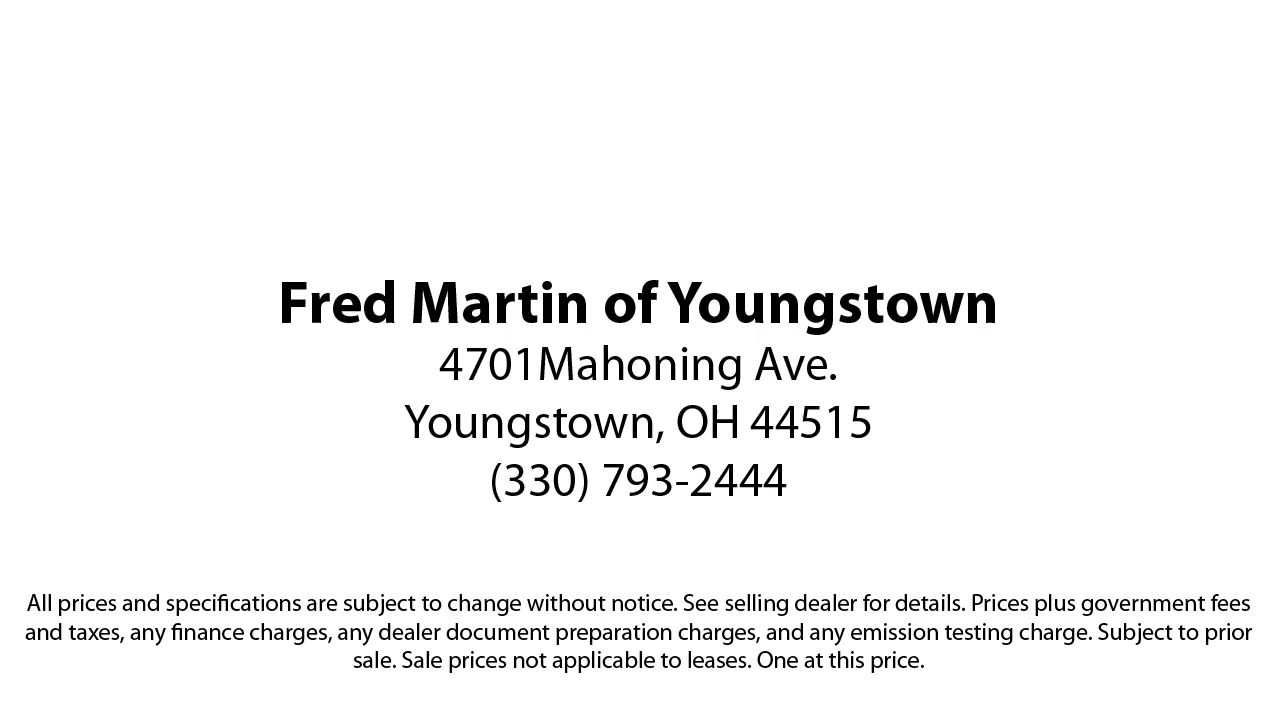 Fred Martin of Youngstown
4701Mahoning Ave.
Youngstown, OH 44515
(330) 793-2444
All prices and specifications are subject to change without notice. See selling dealer for details. Prices plus government fees
and taxes, any finance charges, any dealer document preparation charges, and any emission testing charge. Subject to prior
sale. Sale prices not applicable to leases. One at this price.